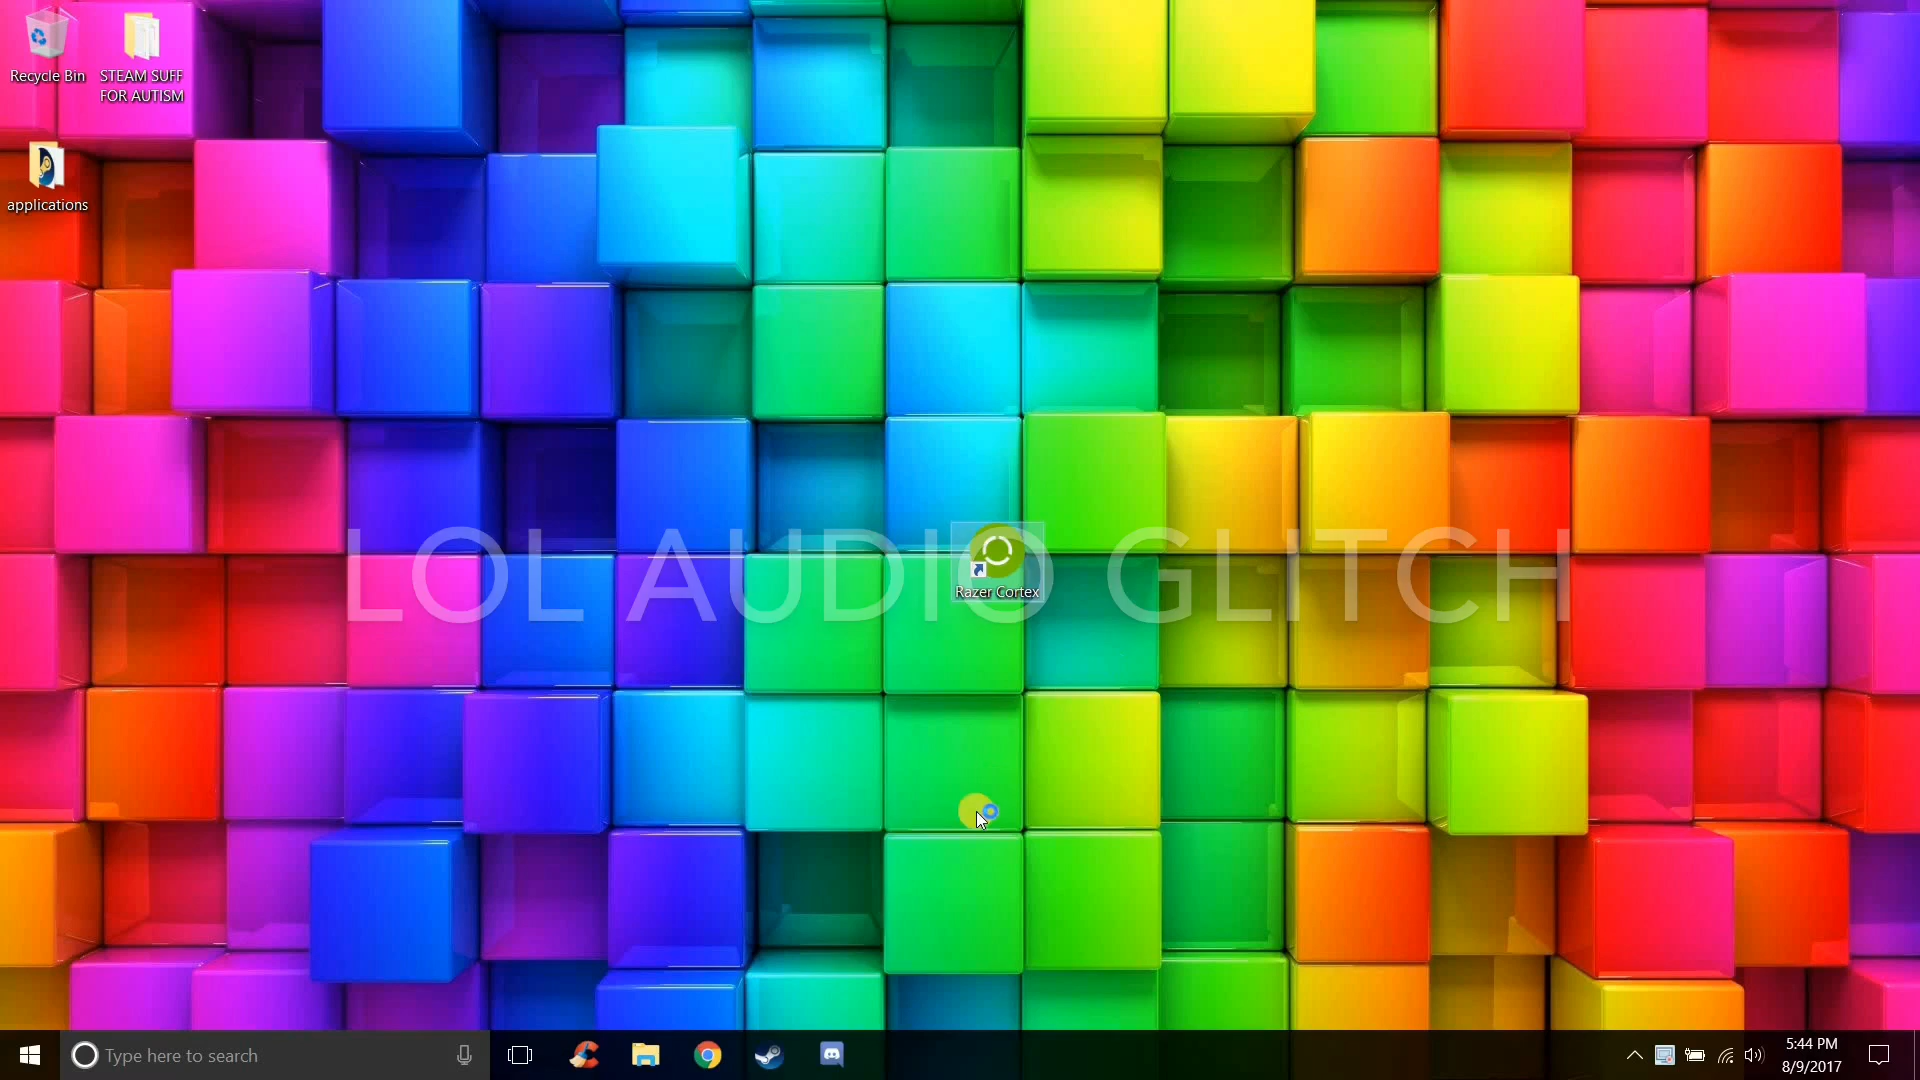 Recycle Bin
STEAM SUFF
FOR AUTISM
applications
LOL AUDIO GLITCH
Razer Cortex
Type here to search
5:44 PM
8/9/2017